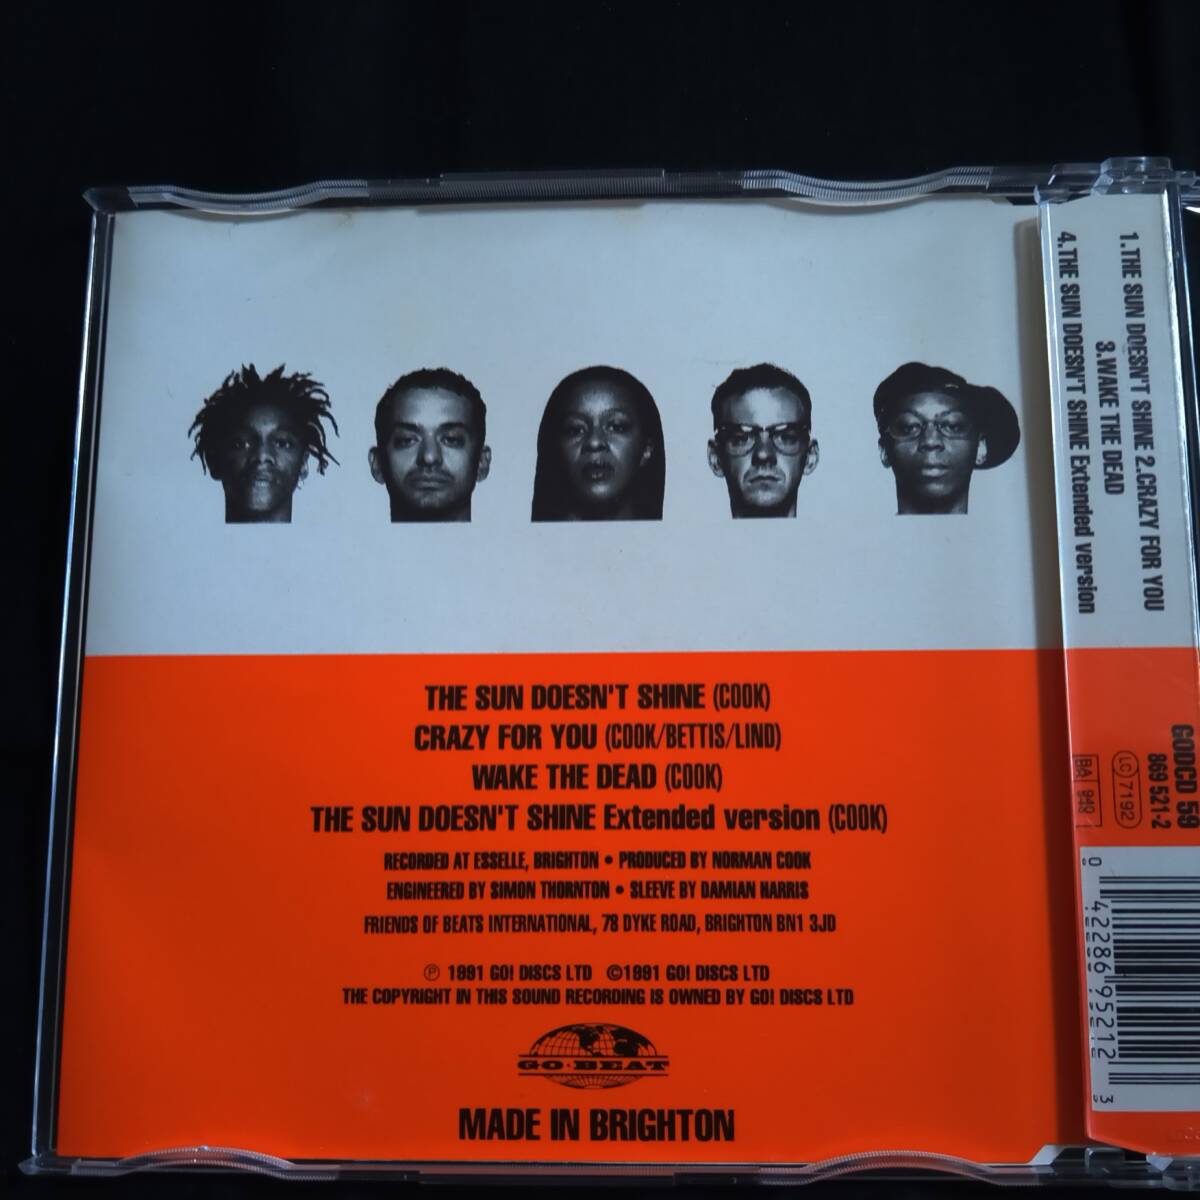 THE SUN DOESN'T SHINE (COOK)
CRAZY FOR YOU (COOK/BETTIS/LIND)
WAKE THE DEAD (COOK)
THE SUN DOESN'T SHINE Extended version (COOK)
RECORDED AT ESSELLE, BRIGHTON • PRODUCED BY NORMAN COOK
ENGINEERED BY SIMON THORNTON • SLEEVE BY DAMIAN HARRIS
FRIENDS OF BEATS INTERNATIONAL, 78 DYKE ROAD, BRIGHTON BN1 3JD
℗ 1991 GO! DISCS LTD ©1991 GO! DISCS LTD
THE COPYRIGHT IN THIS SOUND RECORDING IS OWNED BY GO! DISCS LTD
GO•BEAT
MADE IN BRIGHTON
1.THE SUN DOESN'T SHINE 2.CRAZY FOR YOU
3.WAKE THE DEAD
4.THE SUN DOESN'T SHINE Extended version
GODCD 59
869 521-2
LC 7192
BA
0 42286 95212 3